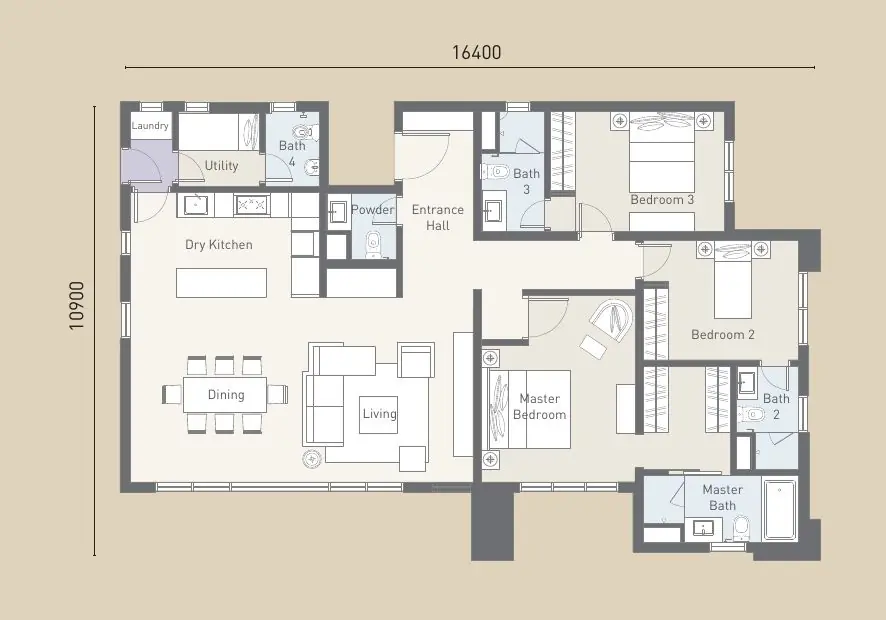 16400
10900
Laundry
Utility
Bath
4
Bath
3
Bedroom 3
Powder
Entrance
Hall
Dry Kitchen
Bedroom 2
Dining
Living
Master
Bedroom
Bath
2
Master
Bath